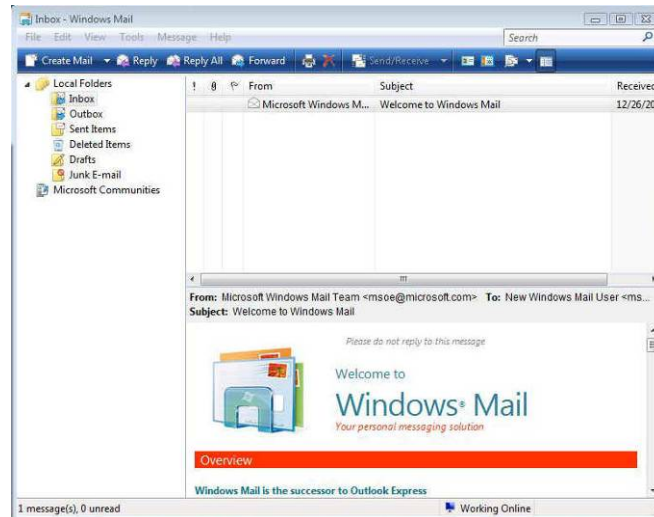 Inbox - Windows Mail
File Edit View Tools Message Help
Search
Create Mail Reply Reply All Forward Send/Receive
Local Folders
Inbox
Outbox
Sent Items
Deleted Items
Drafts
Junk E-mail
Microsoft Communities
! From Subject Received
Microsoft Windows M... Welcome to Windows Mail 12/26/20
From: Microsoft Windows Mail Team <msoe@microsoft.com> To: New Windows Mail User <ms...
Subject: Welcome to Windows Mail
Please do not reply to this message
Welcome to
Windows® Mail
Your personal messaging solution
Overview
Windows Mail is the successor to Outlook Express
1 message(s), 0 unread
Working Online